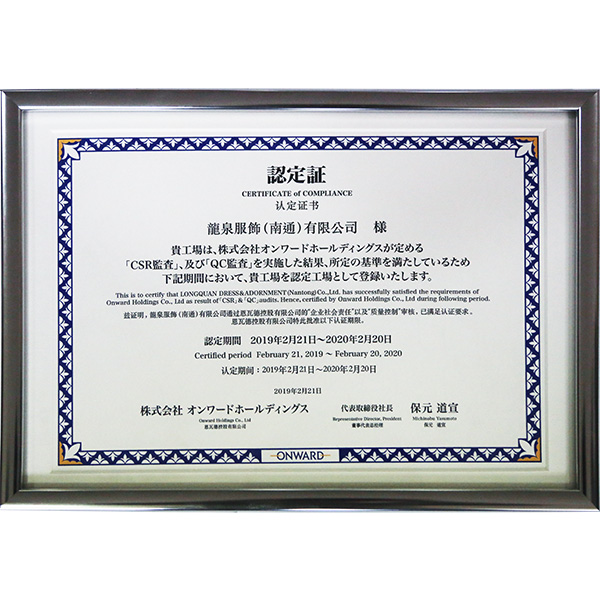 認定証
CERTIFICATE of COMPLIANCE
认定证书
龍泉服飾(南通)有限公司 様
貴工場は、株式会社オンワードホールディングスが定める
「CSR監査」、及び「QC監査」を実施した結果、所定の基準を満たしているため
下記期間において、貴工場を認定工場として登録いたします。
This is to certify that LONGQUAN DRESS&ADORNMENT(Nantong)Co.,Ltd. has successfully satisfied the requirements of
Onward Holdings Co., Ltd as result of「CSR」&「QC」audits. Hence, certified by Onward Holdings Co., Ltd during following period.
兹证明，龍泉服飾(南通)有限公司通过恩瓦德控股有限公司的"企业社会责任"以及"质量控制"审核，已满足认证要求。
恩瓦德控股有限公司特此批准以下认证期限。
認定期間 2019年2月21日～2020年2月20日
Certified period February 21, 2019 ～ February 20, 2020
认定期间：2019年2月21日～2020年2月20日
2019年2月21日
株式会社 オンワードホールディングス 代表取締役社長 保元 道宣
Onward Holdings Co., Ltd Representative Director, President Michinobu Yasumoto
恩瓦德控股有限公司 董事代表总经理 保元 道宣
ONWARD